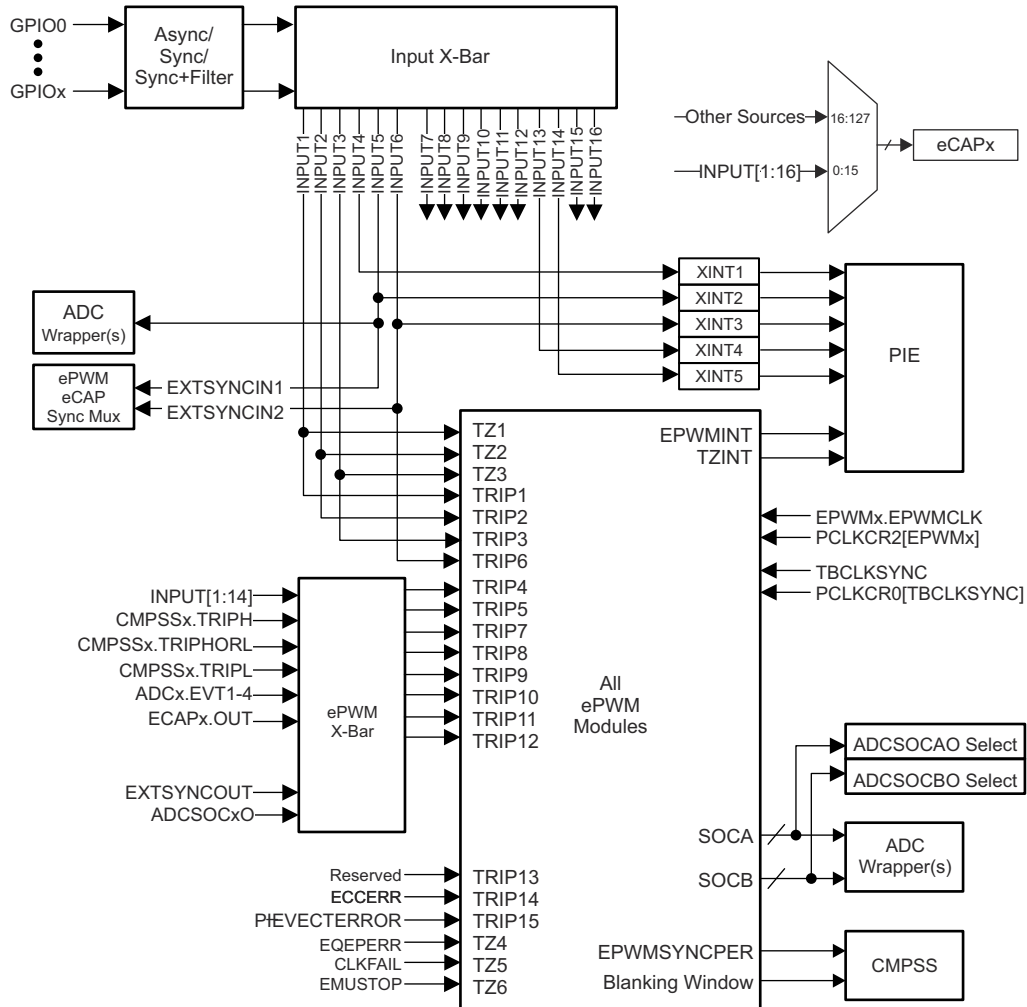 GPIO0
GPIOx
Async/
Sync/
Sync+Filter
Input X-Bar
INPUT1
INPUT2
INPUT3
INPUT4
INPUT5
INPUT6
INPUT7
INPUT8
INPUT9
INPUT10
INPUT11
INPUT12
INPUT13
INPUT14
INPUT15
INPUT16
Other Sources
INPUT[1:16]
16:127
0:15
eCAPx
XINT1
XINT2
XINT3
XINT4
XINT5
PIE
ADC
Wrapper(s)
ePWM
eCAP
Sync Mux
EXTSYNCIN1
EXTSYNCIN2
TZ1
TZ2
TZ3
TRIP1
TRIP2
TRIP3
TRIP6
TRIP4
TRIP5
TRIP7
TRIP8
TRIP9
TRIP10
TRIP11
TRIP12
EPWMINT
TZINT
EPWMx.EPWMCLK
PCLKCR2[EPWMx]
TBCLKSYNC
PCLKCR0[TBCLKSYNC]
INPUT[1:14]
CMPSSx.TRIPH
CMPSSx.TRIPHORL
CMPSSx.TRIPL
ADCx.EVT1-4
ECAPx.OUT
EXTSYNCOUT
ADCSOCxO
ePWM
X-Bar
All
ePWM
Modules
ADCSOCAO Select
ADCSOCBO Select
SOCA
SOCB
ADC
Wrapper(s)
Reserved
ECCERR
PIEVECTERROR
EQEPERR
CLKFAIL
EMUSTOP
TRIP13
TRIP14
TRIP15
TZ4
TZ5
TZ6
EPWMSYNCPER
Blanking Window
CMPSS